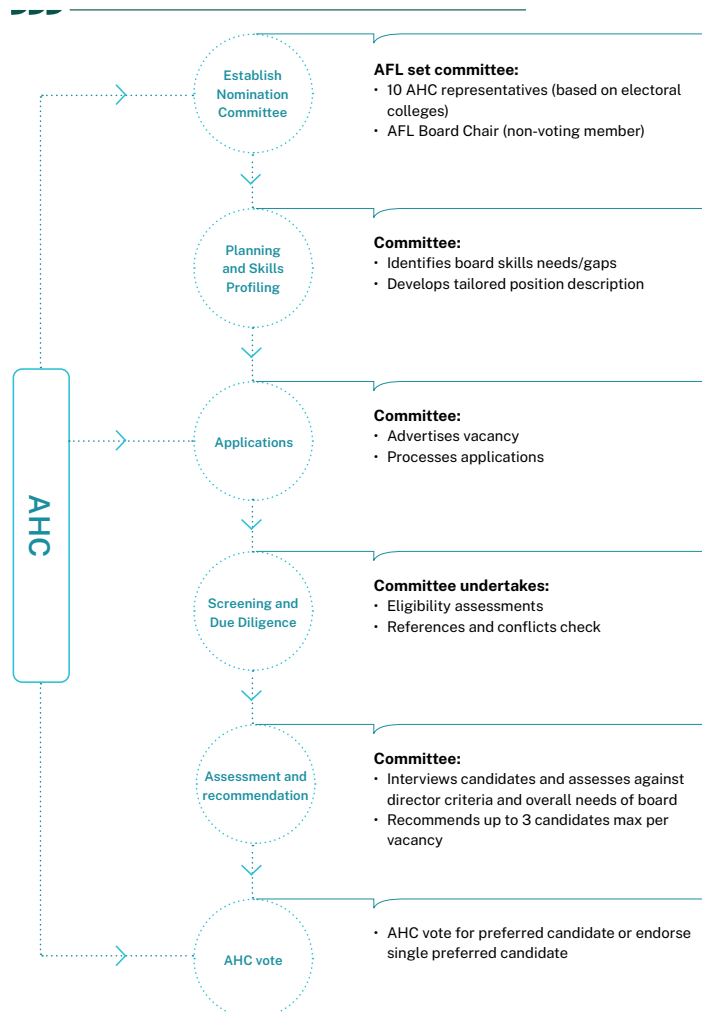 Establish
Nomination
Committee
AFL set committee:
• 10 AHC representatives (based on electoral
colleges)
• AFL Board Chair (non-voting member)
Planning
and Skills
Profiling
Committee:
• Identifies board skills needs/gaps
• Develops tailored position description
Applications
Committee:
• Advertises vacancy
• Processes applications
AHC
Screening and
Due Diligence
Committee undertakes:
• Eligibility assessments
• References and conflicts check
Assessment and
recommendation
Committee:
• Interviews candidates and assesses against
director criteria and overall needs of board
• Recommends up to 3 candidates max per
vacancy
AHC vote
• AHC vote for preferred candidate or endorse
single preferred candidate